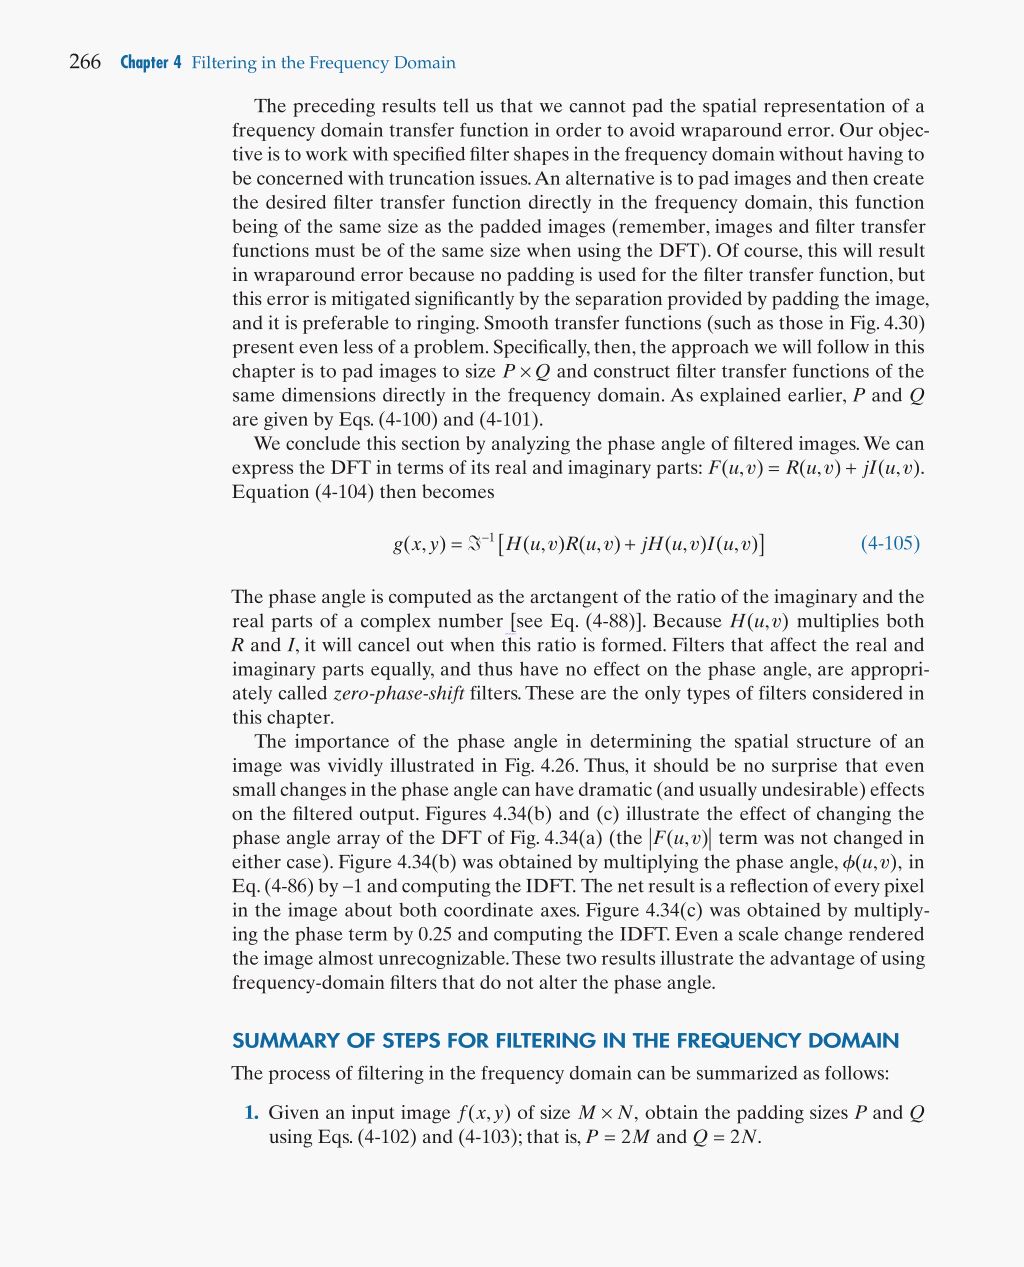 266 Chapter 4 Filtering in the Frequency Domain
The preceding results tell us that we cannot pad the spatial representation of a
frequency domain transfer function in order to avoid wraparound error. Our objec-
tive is to work with specified filter shapes in the frequency domain without having to
be concerned with truncation issues. An alternative is to pad images and then create
the desired filter transfer function directly in the frequency domain, this function
being of the same size as the padded images (remember, images and filter transfer
functions must be of the same size when using the DFT). Of course, this will result
in wraparound error because no padding is used for the filter transfer function, but
this error is mitigated significantly by the separation provided by padding the image,
and it is preferable to ringing. Smooth transfer functions (such as those in Fig. 4.30)
present even less of a problem. Specifically, then, the approach we will follow in this
chapter is to pad images to size P × Q and construct filter transfer functions of the
same dimensions directly in the frequency domain. As explained earlier, P and Q
are given by Eqs. (4-100) and (4-101).
We conclude this section by analyzing the phase angle of filtered images. We can
express the DFT in terms of its real and imaginary parts: F(u,v) = R(u,v) + jI(u,v).
Equation (4-104) then becomes
g(x,y) = ℑ⁻¹[H(u,v)R(u,v) + jH(u,v)I(u,v)] (4-105)
The phase angle is computed as the arctangent of the ratio of the imaginary and the
real parts of a complex number [see Eq. (4-88)]. Because H(u,v) multiplies both
R and I, it will cancel out when this ratio is formed. Filters that affect the real and
imaginary parts equally, and thus have no effect on the phase angle, are appropri-
ately called zero-phase-shift filters. These are the only types of filters considered in
this chapter.
The importance of the phase angle in determining the spatial structure of an
image was vividly illustrated in Fig. 4.26. Thus, it should be no surprise that even
small changes in the phase angle can have dramatic (and usually undesirable) effects
on the filtered output. Figures 4.34(b) and (c) illustrate the effect of changing the
phase angle array of the DFT of Fig. 4.34(a) (the |F(u,v)| term was not changed in
either case). Figure 4.34(b) was obtained by multiplying the phase angle, ϕ(u,v), in
Eq. (4-86) by −1 and computing the IDFT. The net result is a reflection of every pixel
in the image about both coordinate axes. Figure 4.34(c) was obtained by multiply-
ing the phase term by 0.25 and computing the IDFT. Even a scale change rendered
the image almost unrecognizable. These two results illustrate the advantage of using
frequency-domain filters that do not alter the phase angle.
SUMMARY OF STEPS FOR FILTERING IN THE FREQUENCY DOMAIN
The process of filtering in the frequency domain can be summarized as follows:
1. Given an input image f(x,y) of size M × N, obtain the padding sizes P and Q
using Eqs. (4-102) and (4-103); that is, P = 2M and Q = 2N.